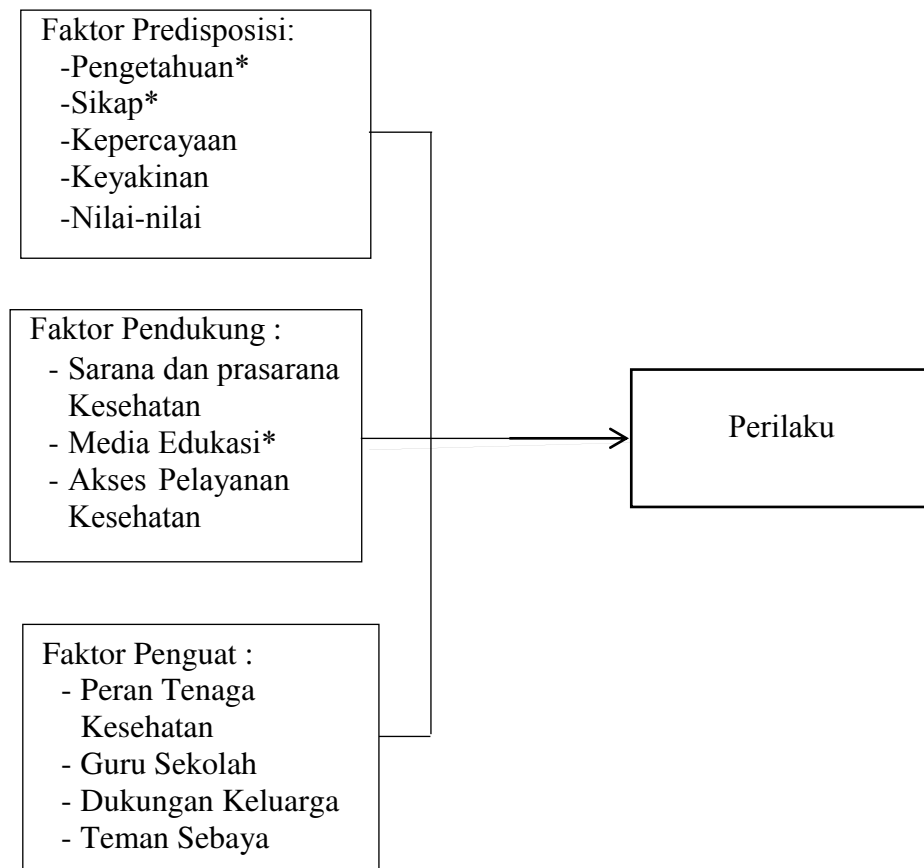 Faktor Predisposisi:
-Pengetahuan*
-Sikap*
-Kepercayaan
-Keyakinan
-Nilai-nilai
Faktor Pendukung :
- Sarana dan prasarana
Kesehatan
- Media Edukasi*
- Akses Pelayanan
Kesehatan
Perilaku
Faktor Penguat :
- Peran Tenaga
Kesehatan
- Guru Sekolah
- Dukungan Keluarga
- Teman Sebaya